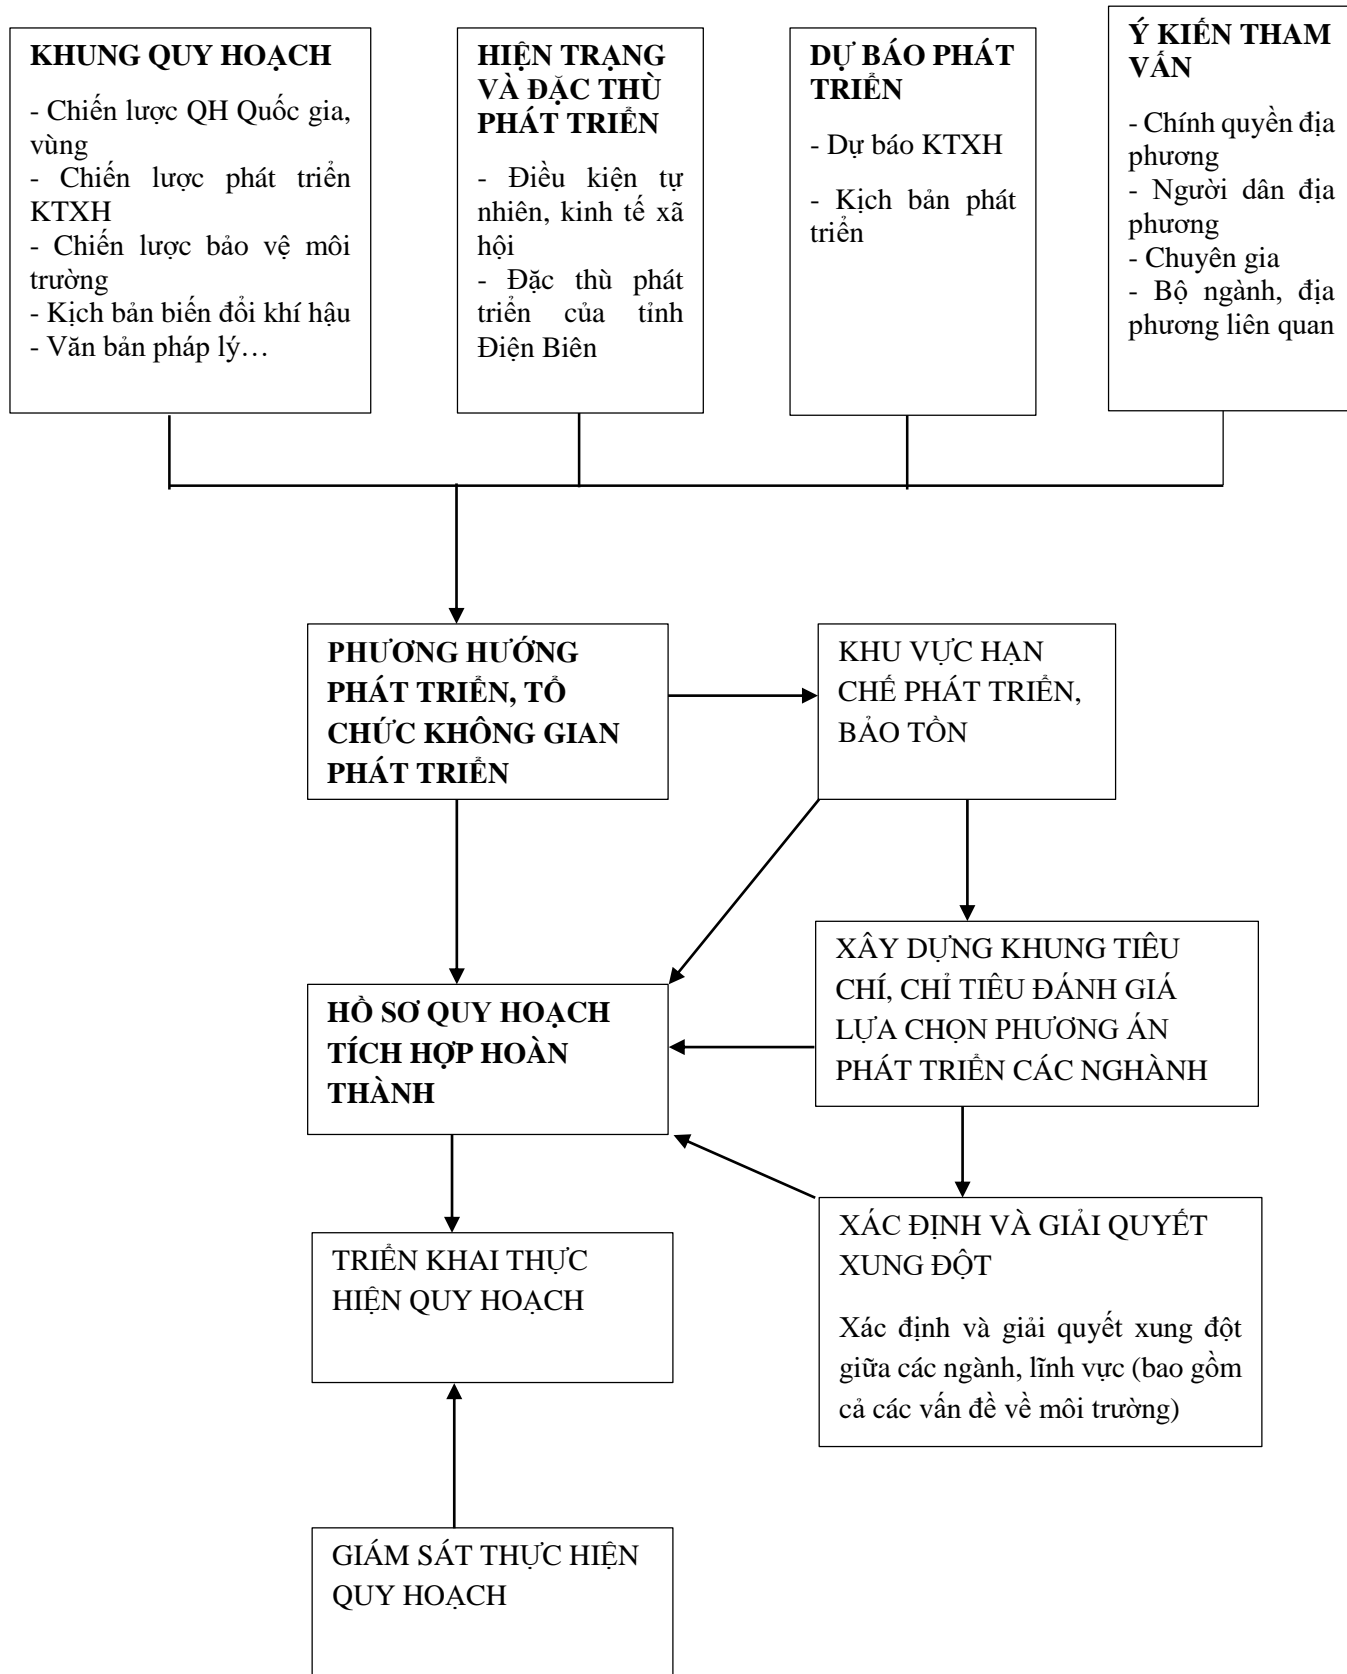 KHUNG QUY HOẠCH
- Chiến lược QH Quốc gia,
vùng
- Chiến lược phát triển
KTXH
- Chiến lược bảo vệ môi
trường
- Kịch bản biến đổi khí hậu
- Văn bản pháp lý…
HIỆN TRẠNG
VÀ ĐẶC THÙ
PHÁT TRIỂN
- Điều kiện tự
nhiên, kinh tế xã
hội
- Đặc thù phát
triển của tỉnh
Điện Biên
DỰ BÁO PHÁT
TRIỂN
- Dự báo KTXH
- Kịch bản phát
triển
Ý KIẾN THAM
VẤN
- Chính quyền địa
phương
- Người dân địa
phương
- Chuyên gia
- Bộ ngành, địa
phương liên quan
PHƯƠNG HƯỚNG
PHÁT TRIỂN, TỔ
CHỨC KHÔNG GIAN
PHÁT TRIỂN
KHU VỰC HẠN
CHẾ PHÁT TRIỂN,
BẢO TỒN
XÂY DỰNG KHUNG TIÊU
CHÍ, CHỈ TIÊU ĐÁNH GIÁ
LỰA CHỌN PHƯƠNG ÁN
PHÁT TRIỂN CÁC NGHÀNH
HỒ SƠ QUY HOẠCH
TÍCH HỢP HOÀN
THÀNH
XÁC ĐỊNH VÀ GIẢI QUYẾT
XUNG ĐỘT
Xác định và giải quyết xung đột
giữa các ngành, lĩnh vực (bao gồm
cả các vấn đề về môi trường)
TRIỂN KHAI THỰC
HIỆN QUY HOẠCH
GIÁM SÁT THỰC HIỆN
QUY HOẠCH